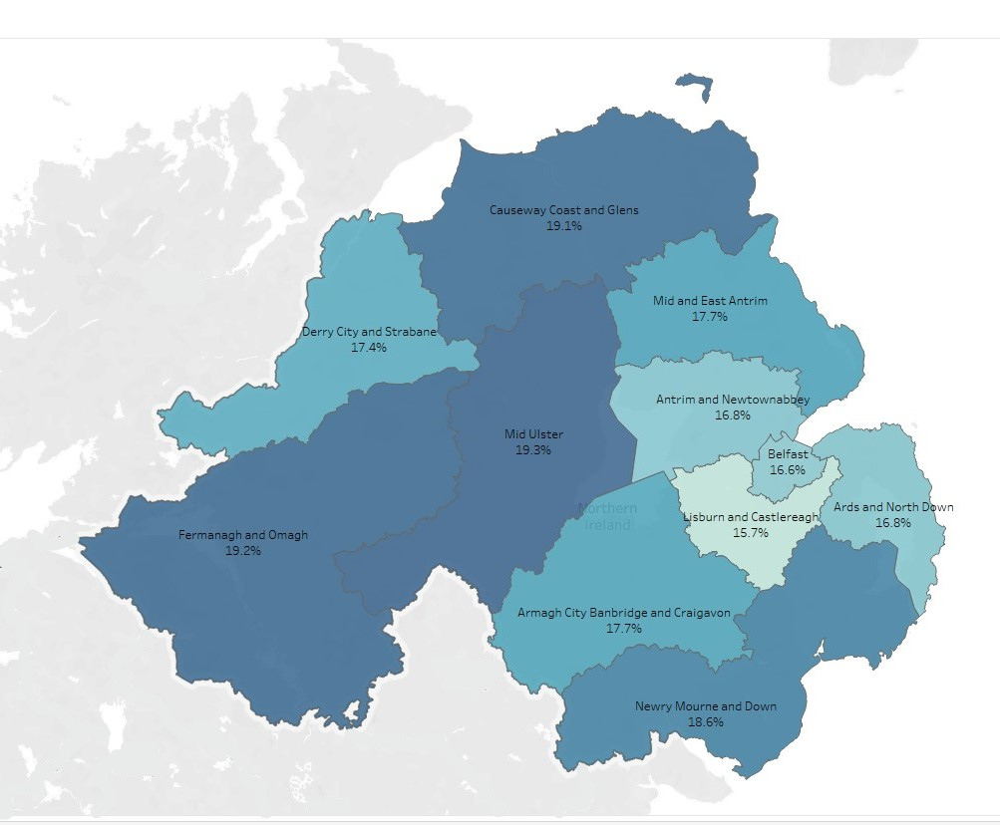 Causeway Coast and Glens
19.1%
Mid and East Antrim
17.7%
Derry City and Strabane
17.4%
Antrim and Newtownabbey
16.8%
Mid Ulster
19.3%
Belfast
16.6%
Ards and North Down
16.8%
Lisburn and Castlereagh
15.7%
Northern
Ireland
Fermanagh and Omagh
19.2%
Armagh City Banbridge and Craigavon
17.7%
Newry Mourne and Down
18.6%